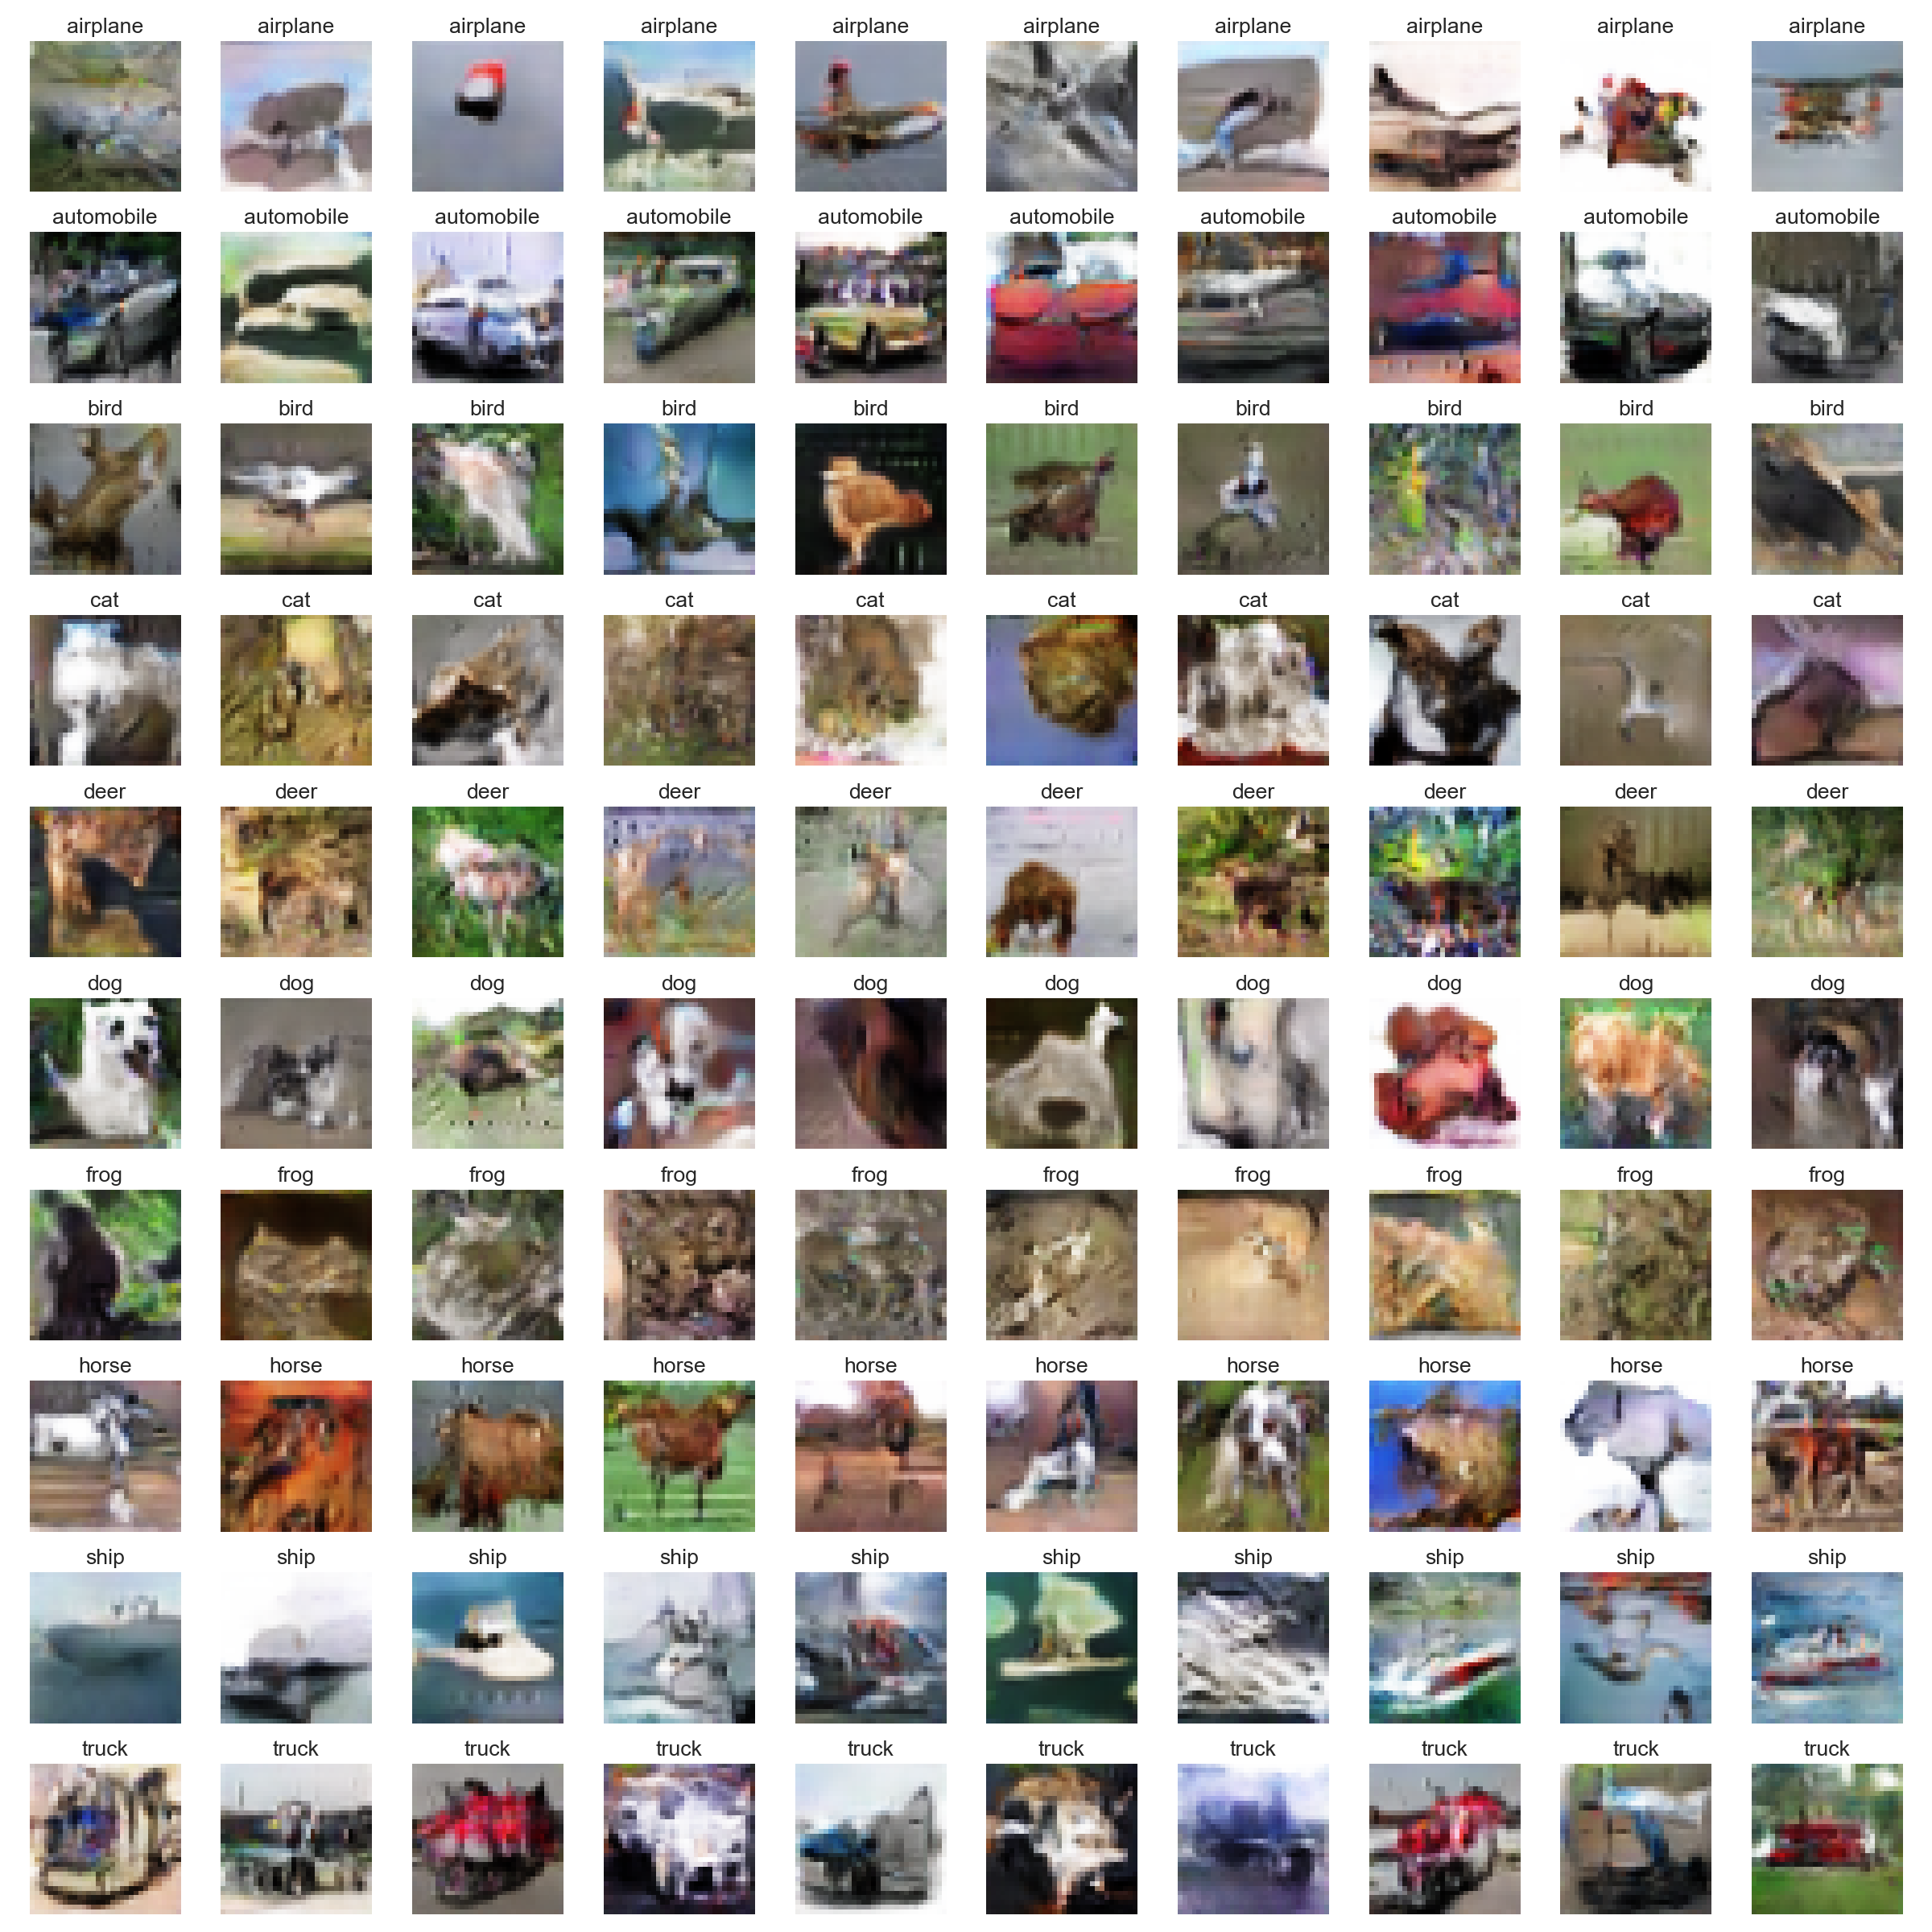 airplane airplane airplane airplane airplane airplane airplane airplane airplane airplane
automobile automobile automobile automobile automobile automobile automobile automobile automobile automobile
bird bird bird bird bird bird bird bird bird bird
cat cat cat cat cat cat cat cat cat cat
deer deer deer deer deer deer deer deer deer deer
dog dog dog dog dog dog dog dog dog dog
frog frog frog frog frog frog frog frog frog frog
horse horse horse horse horse horse horse horse horse horse
ship ship ship ship ship ship ship ship ship ship
truck truck truck truck truck truck truck truck truck truck